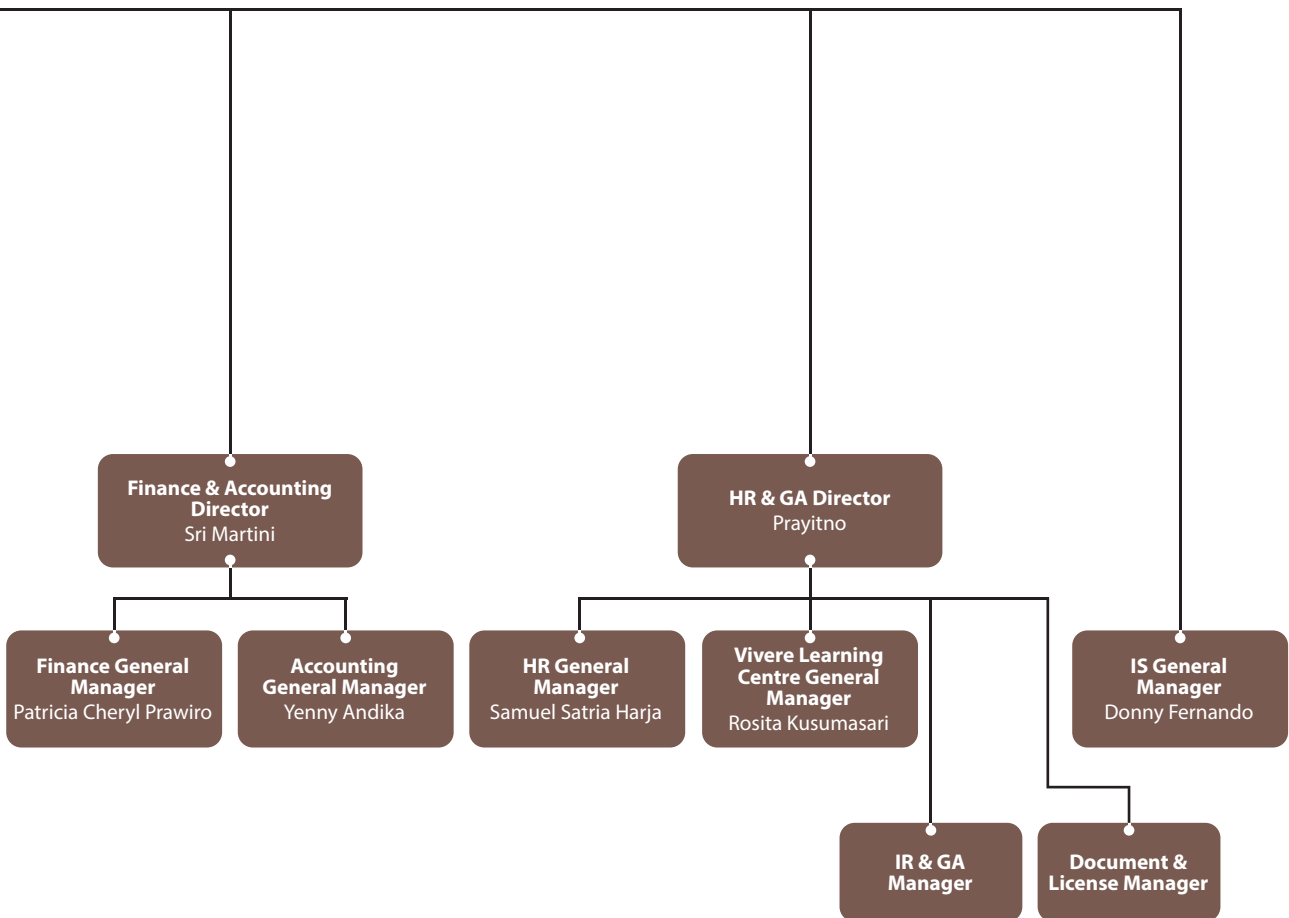 Finance & Accounting
Director
Sri Martini
HR & GA Director
Prayitno
Finance General
Manager
Patricia Cheryl Prawiro
Accounting
General Manager
Yenny Andika
HR General
Manager
Samuel Satria Harja
Vivere Learning
Centre General
Manager
Rosita Kusumasari
IS General
Manager
Donny Fernando
IR & GA
Manager
Document &
License Manager